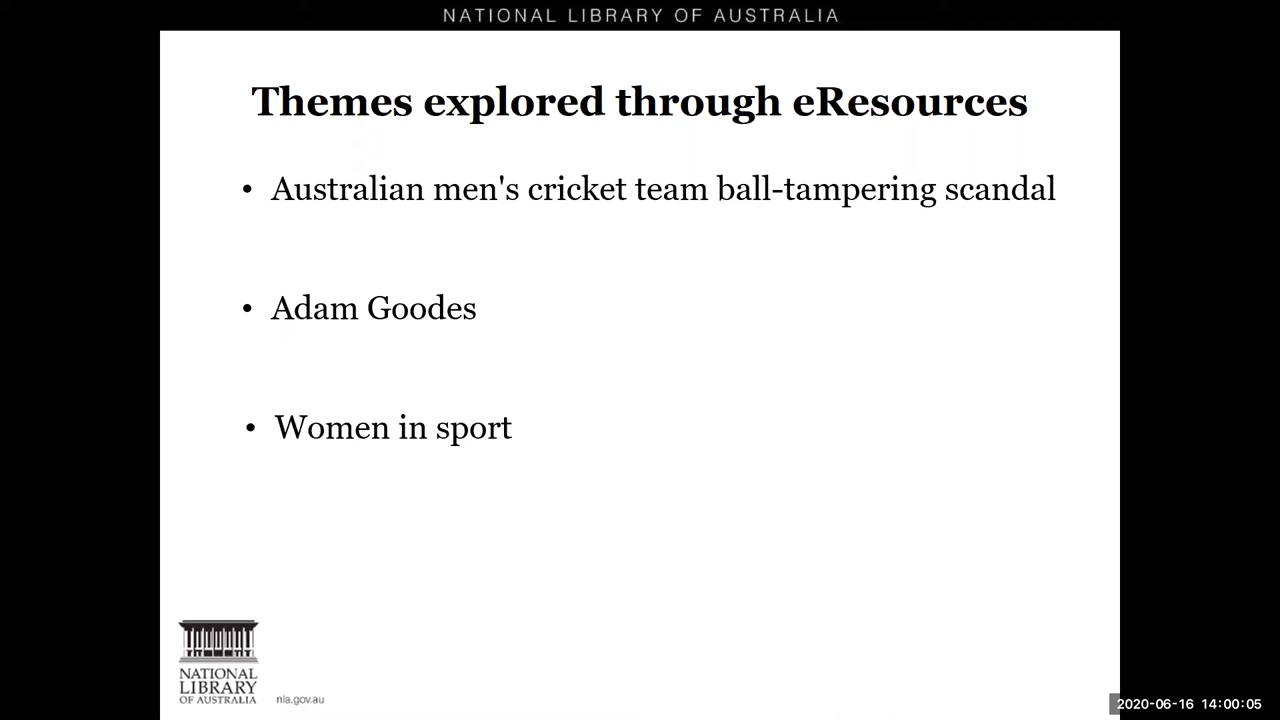 NATIONAL LIBRARY OF AUSTRALIA
Themes explored through eResources
• Australian men's cricket team ball-tampering scandal
• Adam Goodes
• Women in sport
NATIONAL
LIBRARY
OF AUSTRALIA
nla.gov.au
2020-06-16 14:00:05